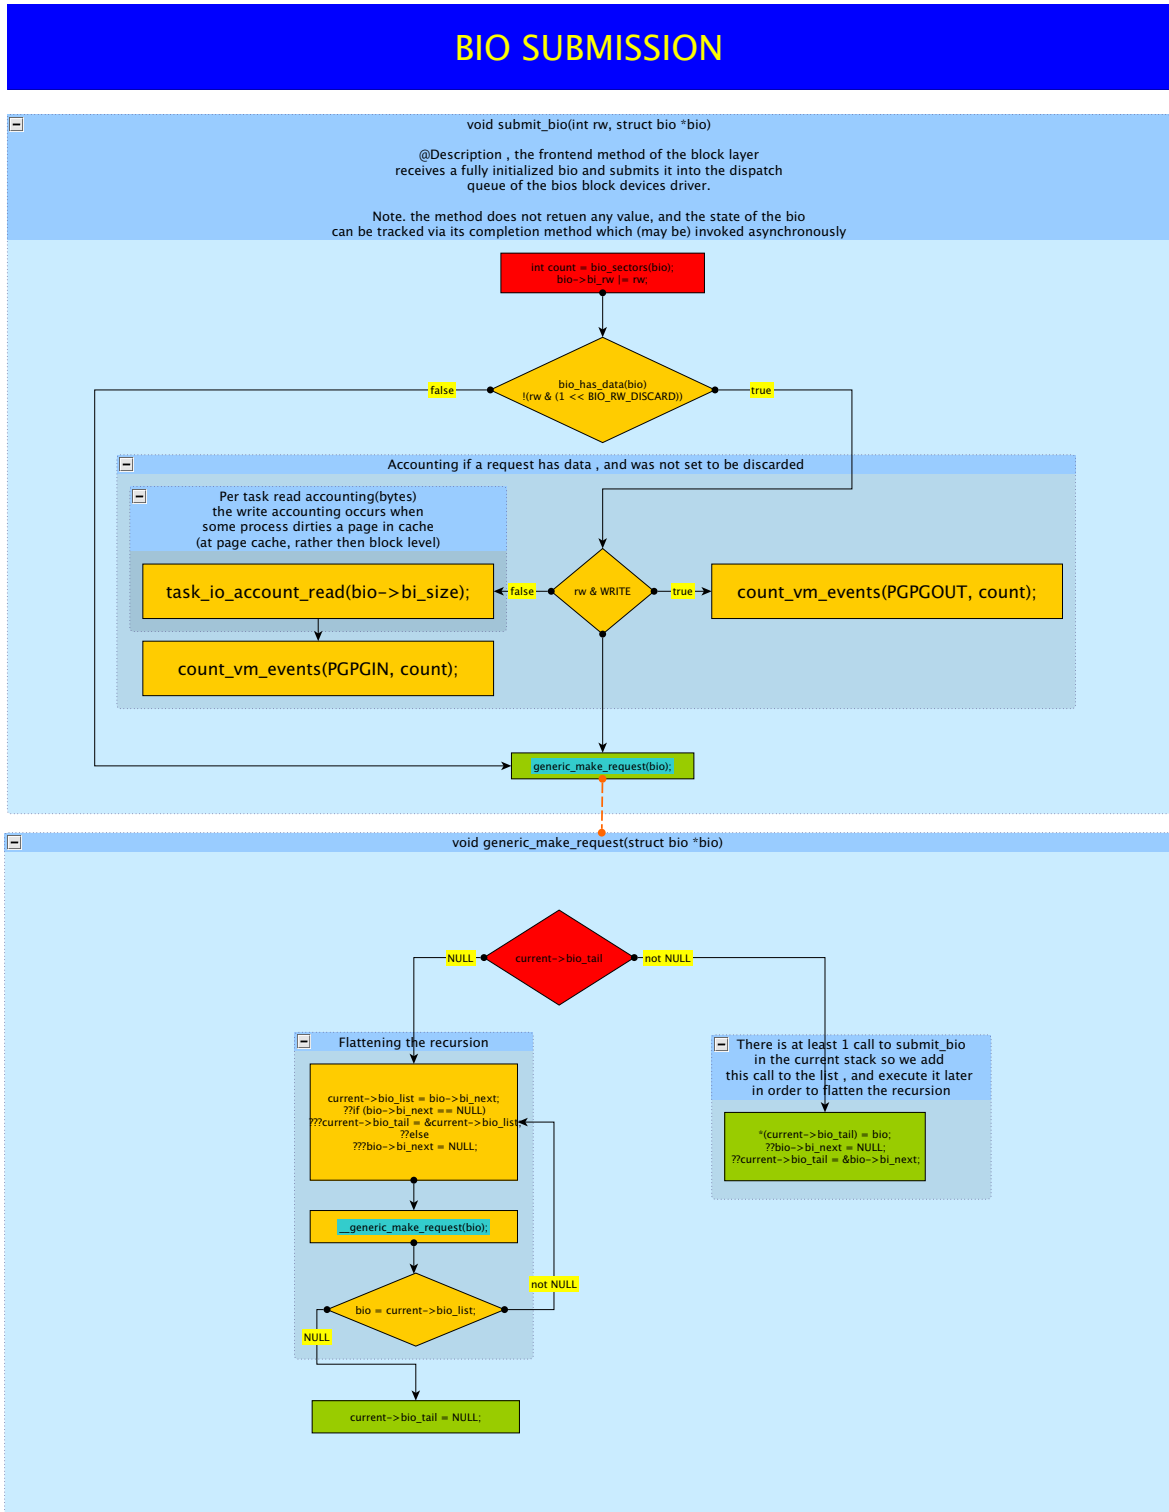 BIO SUBMISSION
void submit_bio(int rw, struct bio *bio)
@Description , the frontend method of the block layer
receives a fully initialized bio and submits it into the dispatch
queue of the bios block devices driver.
Note. the method does not retuen any value, and the state of the bio
can be tracked via its completion method which (may be) invoked asynchronously
int count = bio_sectors(bio);
bio->bi_rw |= rw;
bio_has_data(bio)
!(rw & (1 << BIO_RW_DISCARD))
false
true
Accounting if a request has data , and was not set to be discarded
Per task read accounting(bytes)
the write accounting occurs when
some process dirties a page in cache
(at page cache, rather then block level)
task_io_account_read(bio->bi_size);
false
rw & WRITE
true
count_vm_events(PGPGOUT, count);
count_vm_events(PGPGIN, count);
generic_make_request(bio);
void generic_make_request(struct bio *bio)
current->bio_tail
NULL
not NULL
Flattening the recursion
current->bio_list = bio->bi_next;
??if (bio->bi_next == NULL)
???current->bio_tail = &current->bio_list;
??else
???bio->bi_next = NULL;
__generic_make_request(bio);
bio = current->bio_list;
not NULL
NULL
current->bio_tail = NULL;
There is at least 1 call to submit_bio
in the current stack so we add
this call to the list , and execute it later
in order to flatten the recursion
*(current->bio_tail) = bio;
??bio->bi_next = NULL;
??current->bio_tail = &bio->bi_next;